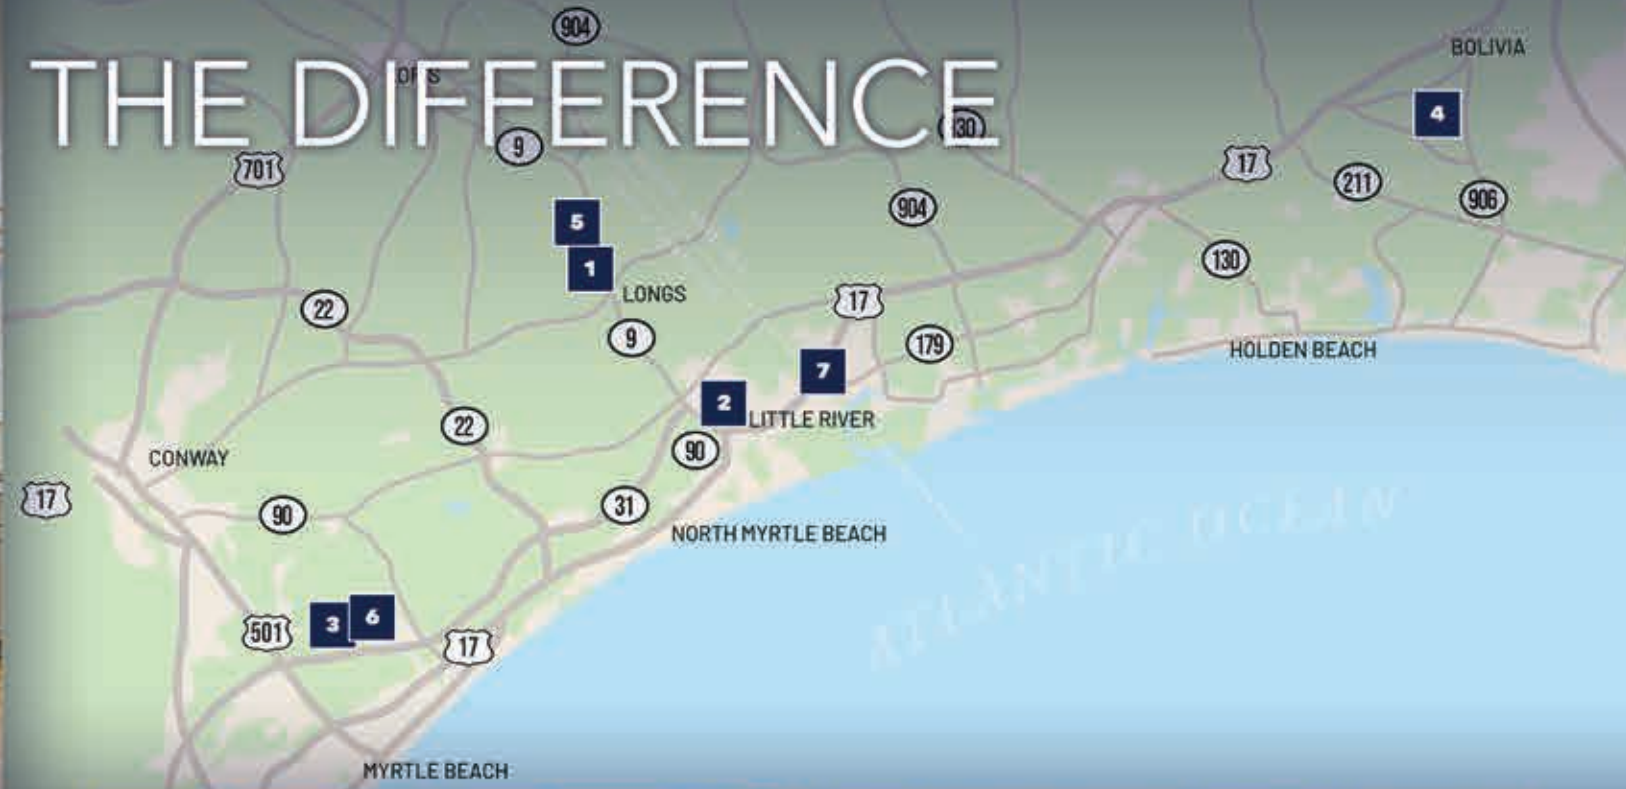 904
BOLIVIA
THE DIFFERENCE
4
9
701
17
211
906
5
904
1
130
LONGS
22
17
9
179
HOLDEN BEACH
7
2
LITTLE RIVER
22
90
CONWAY
17
90
31
NORTH MYRTLE BEACH
ATLANTIC OCEAN
3
6
501
17
MYRTLE BEACH